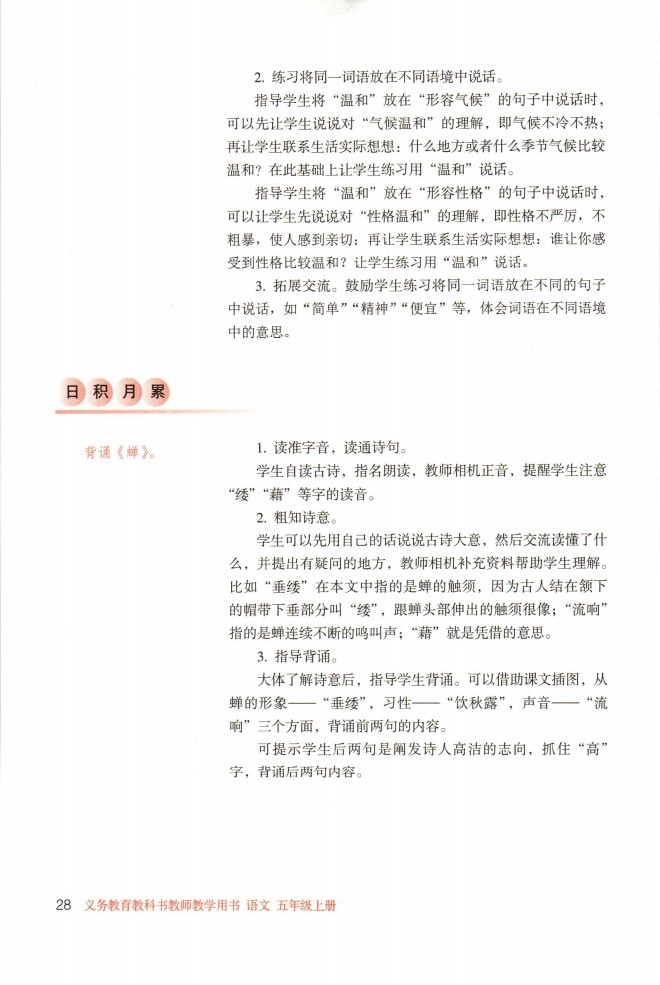 2. 练习将同一词语放在不同语境中说话。
指导学生将“温和”放在“形容气候”的句子中说话时，
可以先让学生说说对“气候温和”的理解，即气候不冷不热；
再让学生联系生活实际想想：什么地方或者什么季节气候比较
温和？在此基础上让学生练习用“温和”说话。
指导学生将“温和”放在“形容性格”的句子中说话时，
可以让学生先说说对“性格温和”的理解，即性格不严厉，不
粗暴，使人感到亲切；再让学生联系生活实际想想：谁让你感
受到性格比较温和？让学生练习用“温和”说话。
3. 拓展交流。鼓励学生练习将同一词语放在不同的句子
中说话，如“简单”“精神”“便宜”等，体会词语在不同语境
中的意思。
日积月累
背诵《蝉》。
1. 读准字音，读通诗句。
学生自读古诗，指名朗读，教师相机正音，提醒学生注意
“緌”“藉”等字的读音。
2. 粗知诗意。
学生可以先用自己的话说说古诗大意，然后交流读懂了什
么，并提出有疑问的地方，教师相机补充资料帮助学生理解。
比如“垂緌”在本文中指的是蝉的触须，因为古人结在颔下
的帽带下垂部分叫“緌”，跟蝉头部伸出的触须很像；“流响”
指的是蝉连续不断的鸣叫声；“藉”就是凭借的意思。
3. 指导背诵。
大体了解诗意后，指导学生背诵。可以借助课文插图，从
蝉的形象——“垂緌”，习性——“饮秋露”，声音——“流
响”三个方面，背诵前两句的内容。
可提示学生后两句是阐发诗人高洁的志向，抓住“高”
字，背诵后两句内容。
28 义务教育教科书教师教学用书 语文 五年级上册